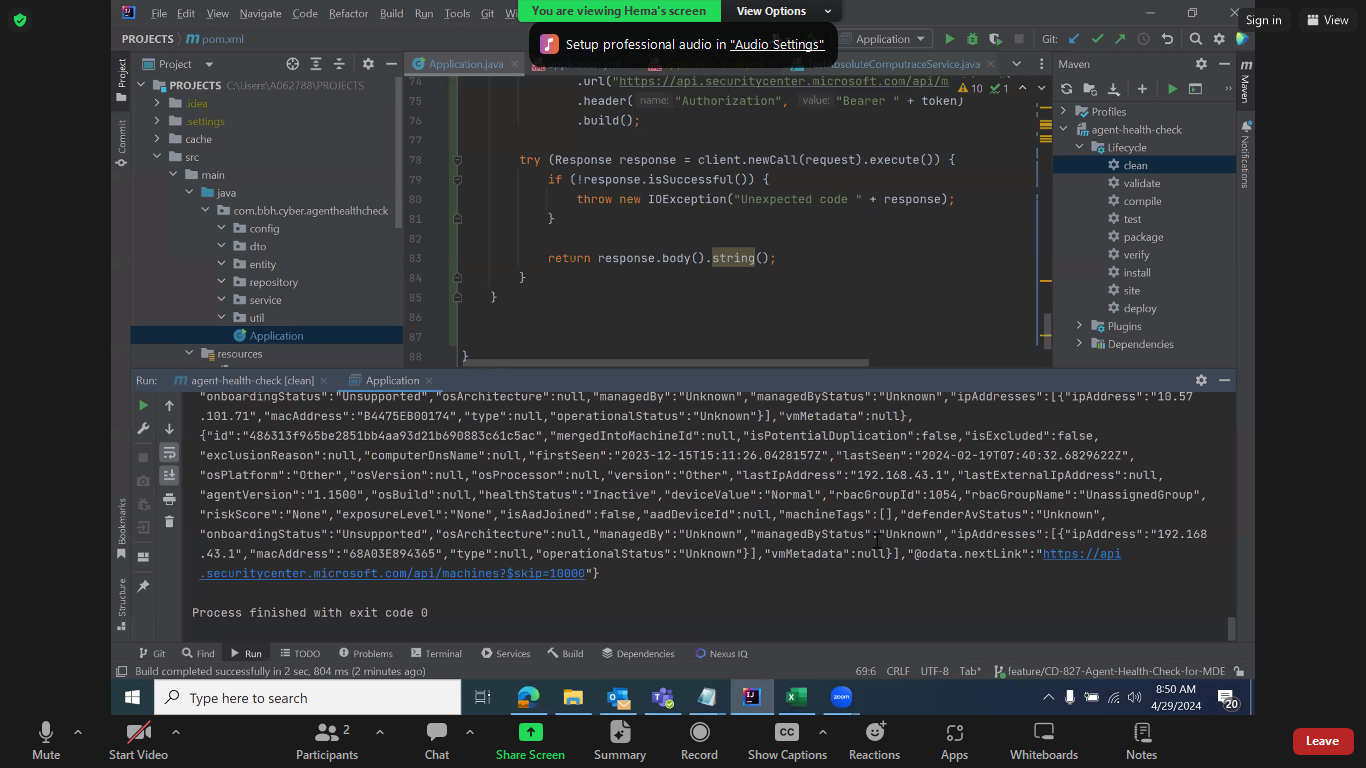 You are viewing Hema's screen
View Options
Sign in
View
File Edit View Navigate Code Refactor Build Run Tools Git
Setup professional audio in "Audio Settings"
PROJECTS
pom.xml
Application
Git:
Project
Application.java
AbsoluteComputraceService.java
Maven
PROJECTS C:\Users\A062788\PROJECTS
.idea
.settings
cache
src
main
java
com.bbh.cyber.agenthealthcheck
config
dto
entity
repository
service
util
Application
resources
74 .url("https://api.securitycenter.microsoft.com/api/m
10 1
75 .header( name: "Authorization", value: "Bearer " + token)
76 .build();
77
78 try (Response response = client.newCall(request).execute()) {
79 if (!response.isSuccessful()) {
80 throw new IOException("Unexpected code " + response);
81 }
82
83 return response.body().string();
84 }
85 }
86
87
88 }
Profiles
agent-health-check
Lifecycle
clean
validate
compile
test
package
verify
install
site
deploy
Plugins
Dependencies
Project
Commit
Bookmarks
Structure
Maven
Notifications
Run: agent-health-check [clean] Application
"onboardingStatus":"Unsupported","osArchitecture":null,"managedBy":"Unknown","managedByStatus":"Unknown","ipAddresses":[{"ipAddress":"10.57
.101.71","macAddress":"B4475EB00174","type":null,"operationalStatus":"Unknown"}],"vmMetadata":null},
{"id":"486313f965be2851bb4aa93d21b690883c61c5ac","mergedIntoMachineId":null,"isPotentialDuplication":false,"isExcluded":false,
"exclusionReason":null,"computerDnsName":null,"firstSeen":"2023-12-15T15:11:26.0428157Z","lastSeen":"2024-02-19T07:40:32.6829622Z",
"osPlatform":"Other","osVersion":null,"osProcessor":null,"version":"Other","lastIpAddress":"192.168.43.1","lastExternalIpAddress":null,
"agentVersion":"1.1500","osBuild":null,"healthStatus":"Inactive","deviceValue":"Normal","rbacGroupId":1054,"rbacGroupName":"UnassignedGroup",
"riskScore":"None","exposureLevel":"None","isAadJoined":false,"aadDeviceId":null,"machineTags":[],"defenderAvStatus":"Unknown",
"onboardingStatus":"Unsupported","osArchitecture":null,"managedBy":"Unknown","managedByStatus":"Unknown","ipAddresses":[{"ipAddress":"192.168
.43.1","macAddress":"68A03E894365","type":null,"operationalStatus":"Unknown"}],"vmMetadata":null}],"@odata.nextLink":"https://api
.securitycenter.microsoft.com/api/machines?$skip=10000"}
Process finished with exit code 0
Git Find Run TODO Problems Terminal Services Build Dependencies Nexus IQ
Build completed successfully in 2 sec, 804 ms (2 minutes ago)
69:6 CRLF UTF-8 Tab* feature/CD-827-Agent-Health-Check-for-MDE
Type here to search
zoom
8:50 AM
4/29/2024
20
Mute
Start Video
Participants 2
Chat
Share Screen
Summary
Record
CC
Show Captions
Reactions
Apps
Whiteboards
Notes
Leave